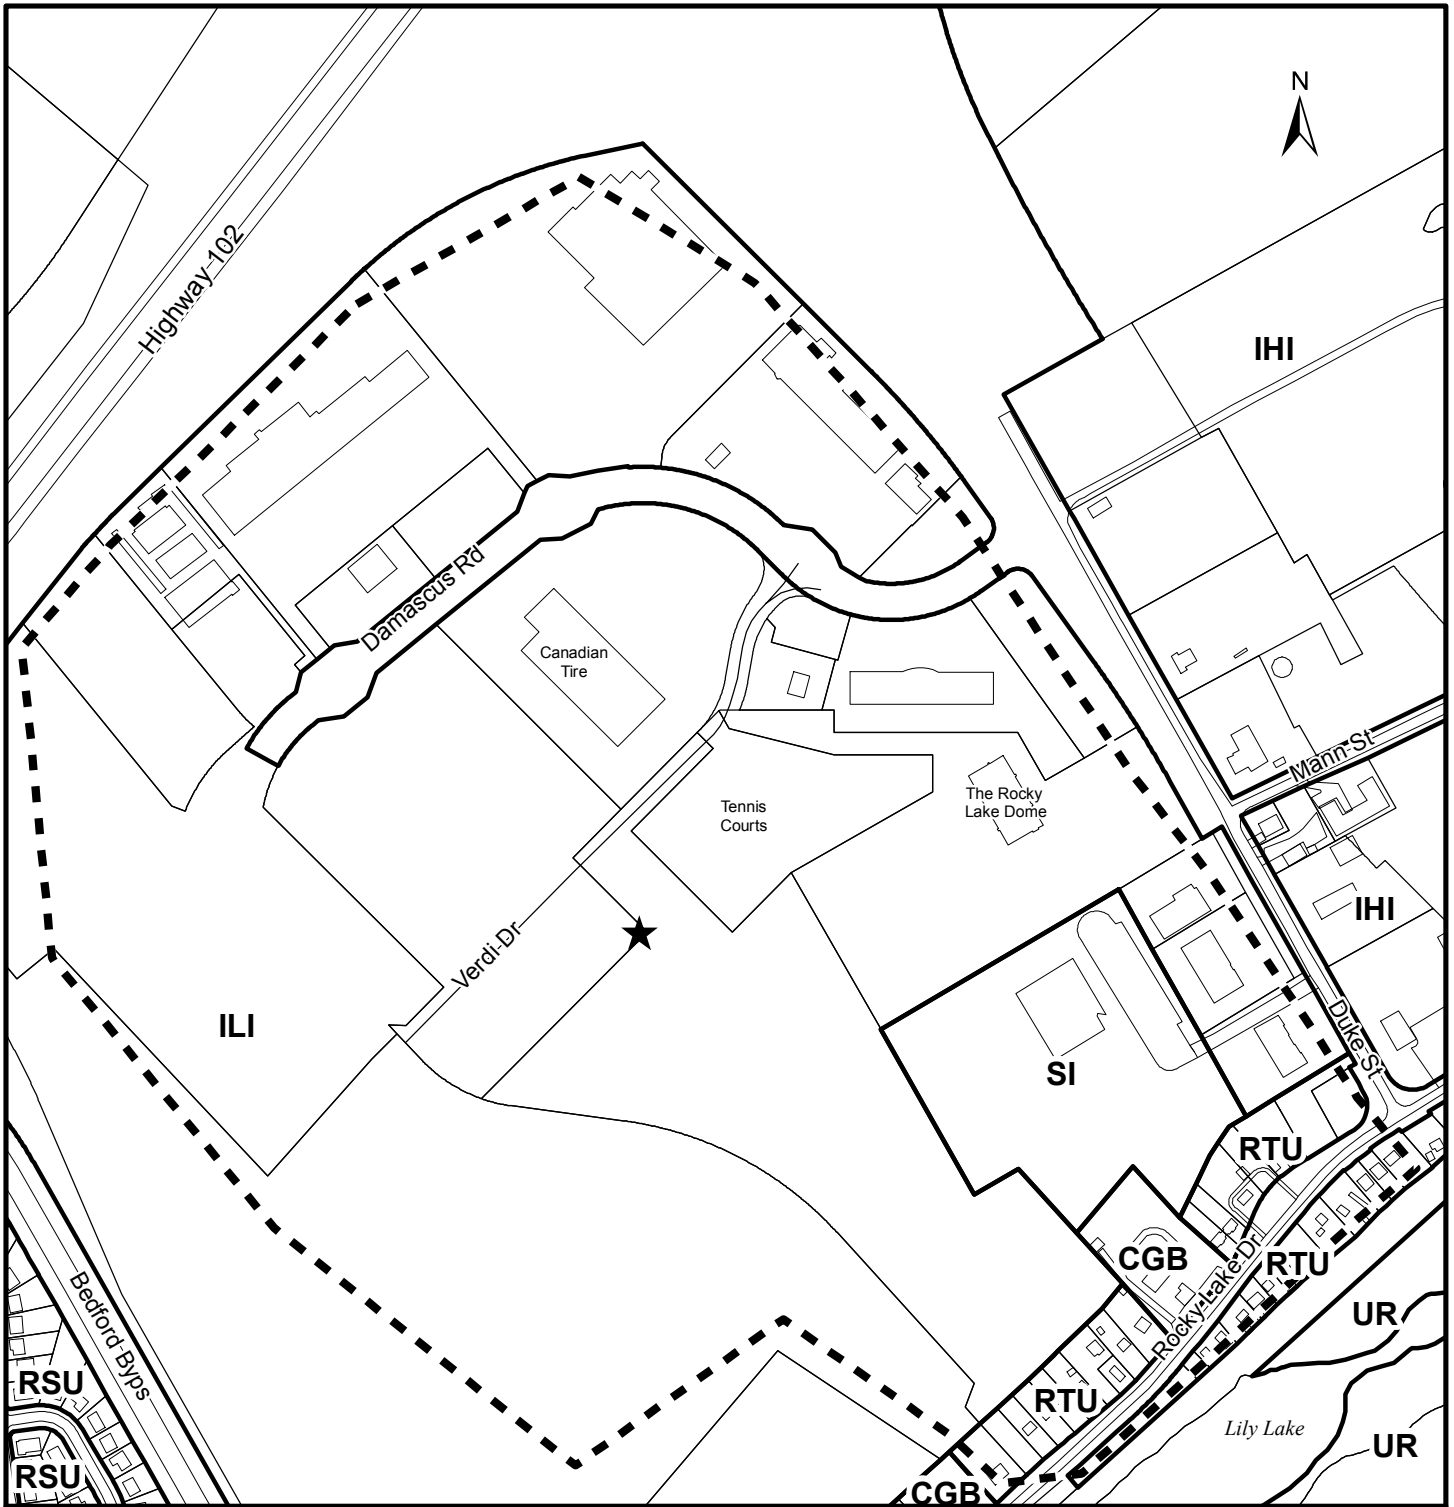 N
Highway 102
IHI
Damascus Rd
Canadian
Tire
Mann St
The Rocky
Lake Dome
Tennis
Courts
IHI
Verdi Dr
ILI
Duke St
SI
RTU
CGB
RTU
Rocky Lake Dr
UR
Bedford Byps
RSU
RTU
Lily Lake
UR
RSU
CGB